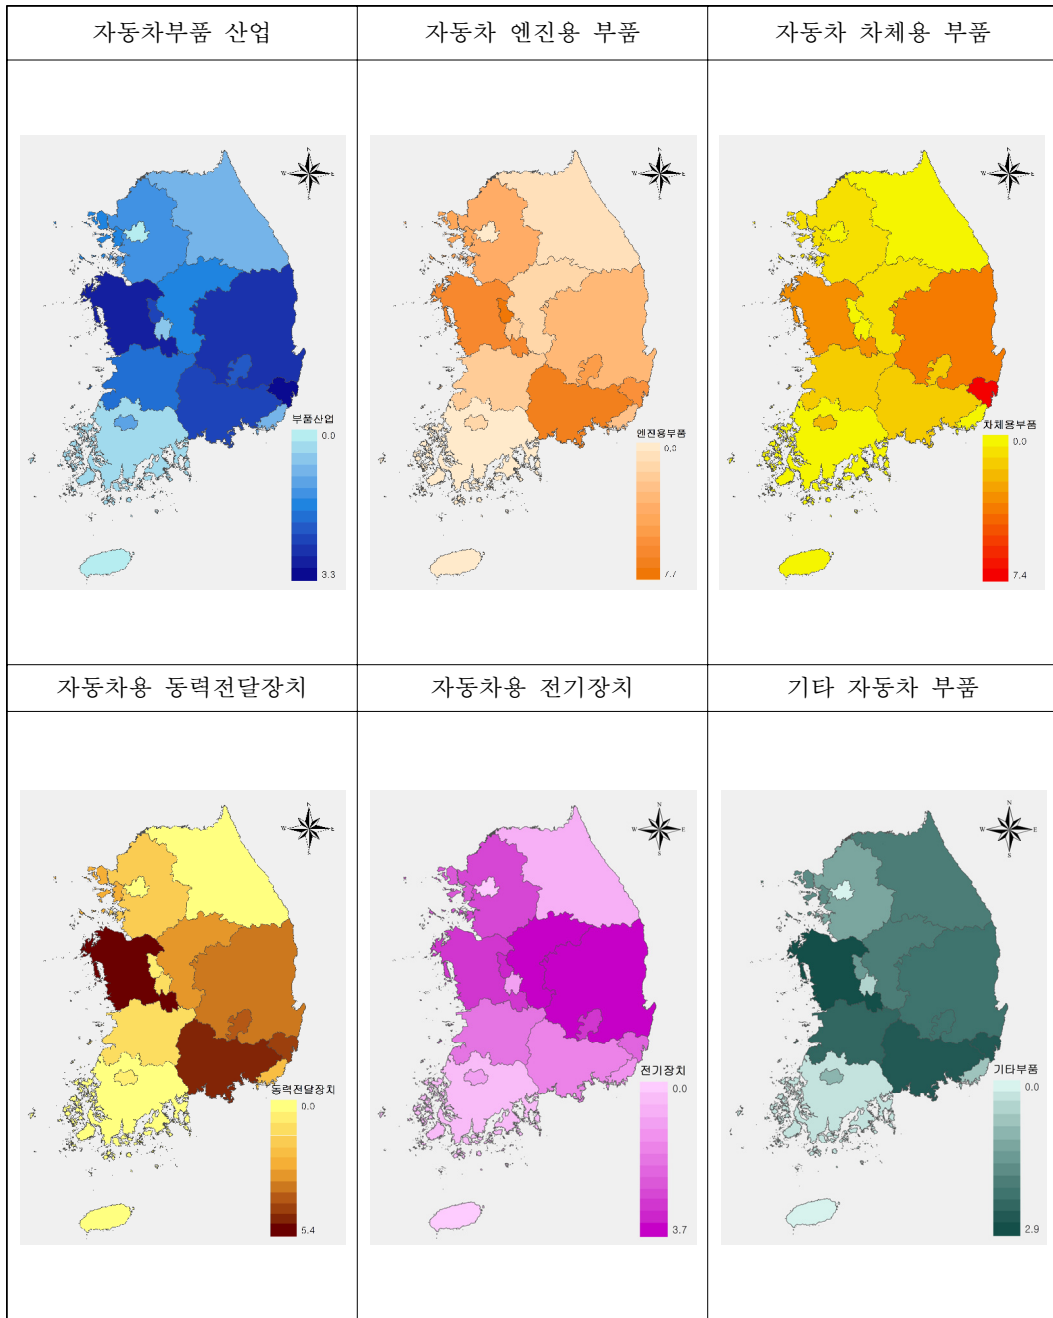 자동차부품 산업
자동차 엔진용 부품
자동차 차체용 부품
N
W
E
S
부품산업
0.0
3.3
N
W
E
S
엔진용부품
0.0
7.7
N
W
E
S
차체용부품
0.0
7.4
자동차용 동력전달장치
자동차용 전기장치
기타 자동차 부품
N
W
E
S
동력전달장치
0.0
5.4
N
W
E
S
전기장치
0.0
3.7
N
W
E
S
기타부품
0.0
2.9